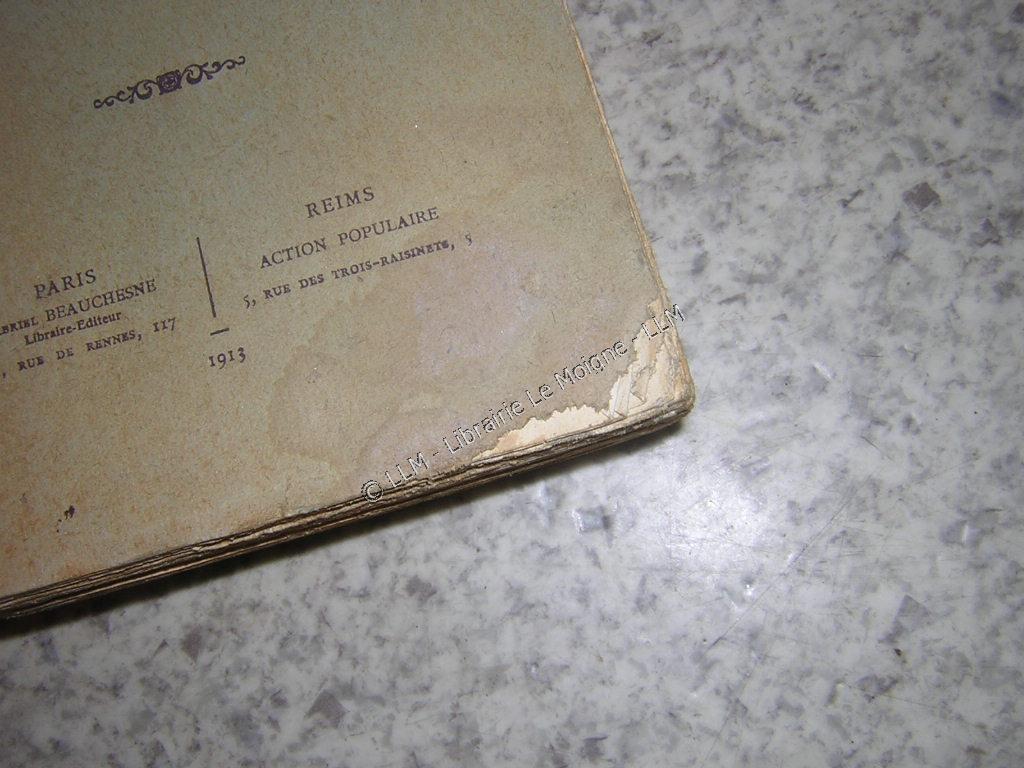 REIMS
ACTION POPULAIRE
5, RUE DES TROIS-RAISINETS, 5
PARIS
BEAUCHESNE
Libraire-Editeur
, RUE DE RENNES, 117
1913
© LLM - Librairie Le Moigne - LLM